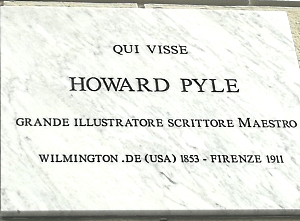 QUI VISSE
HOWARD PYLE
GRANDE ILLUSTRATORE SCRITTORE MAESTRO
WILMINGTON .DE (USA) 1853 - FIRENZE 1911